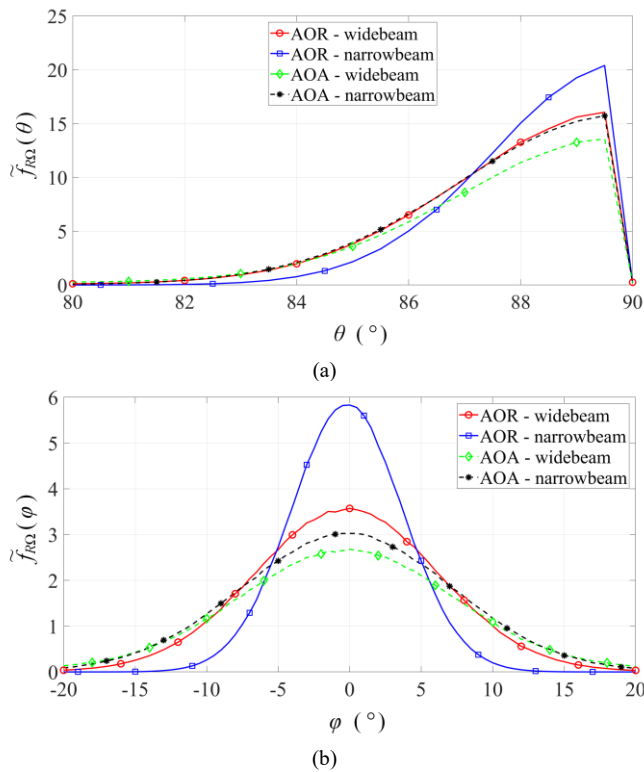 25
20
15
10
5
0
f̃RΩ(θ)
AOR - widebeam
AOR - narrowbeam
AOA - widebeam
AOA - narrowbeam
80 82 84 86 88 90
θ (°)
(a)
6
5
4
3
2
1
0
f̃RΩ(φ)
AOR - widebeam
AOR - narrowbeam
AOA - widebeam
AOA - narrowbeam
-20 -15 -10 -5 0 5 10 15 20
φ (°)
(b)